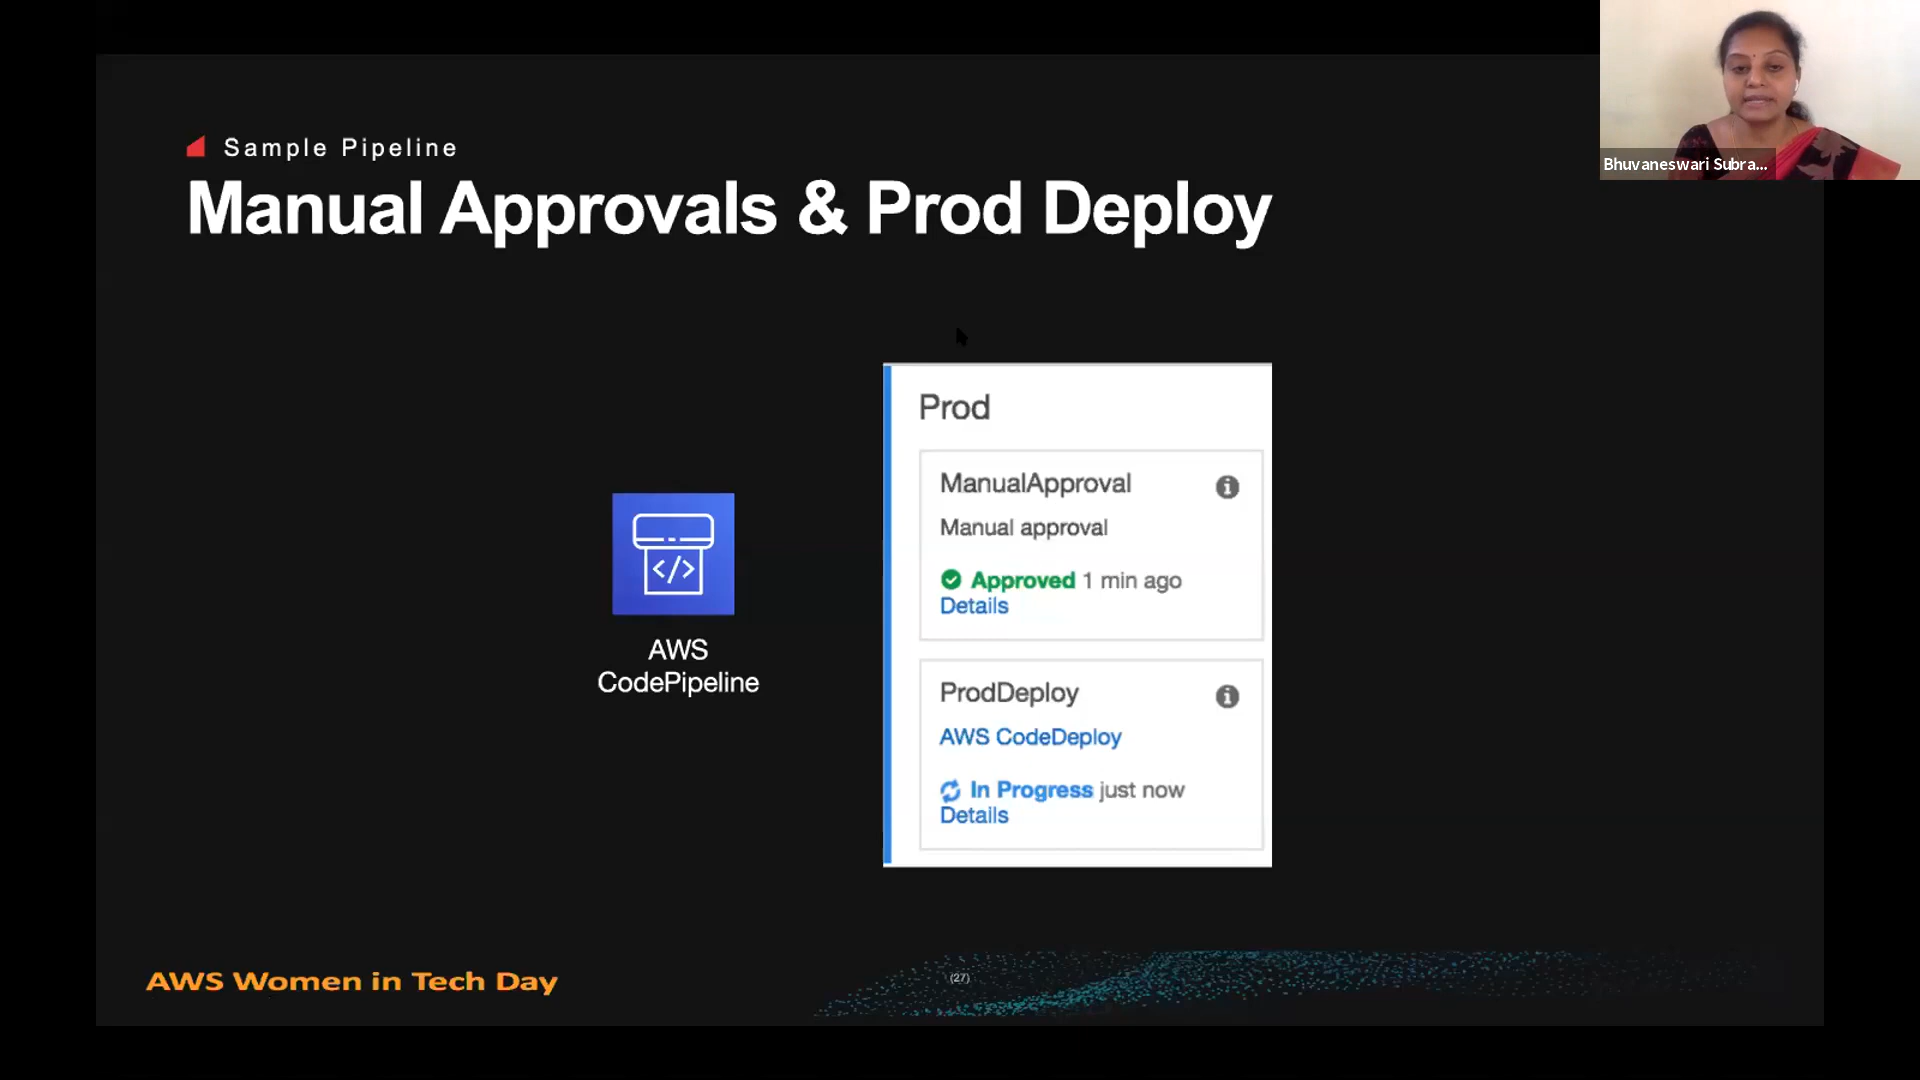 Sample Pipeline
Manual Approvals & Prod Deploy
Bhuvaneswari Subra...
AWS
CodePipeline
</>
Prod
ManualApproval
Manual approval
Approved 1 min ago
Details
ProdDeploy
AWS CodeDeploy
In Progress just now
Details
AWS Women in Tech Day
(27)